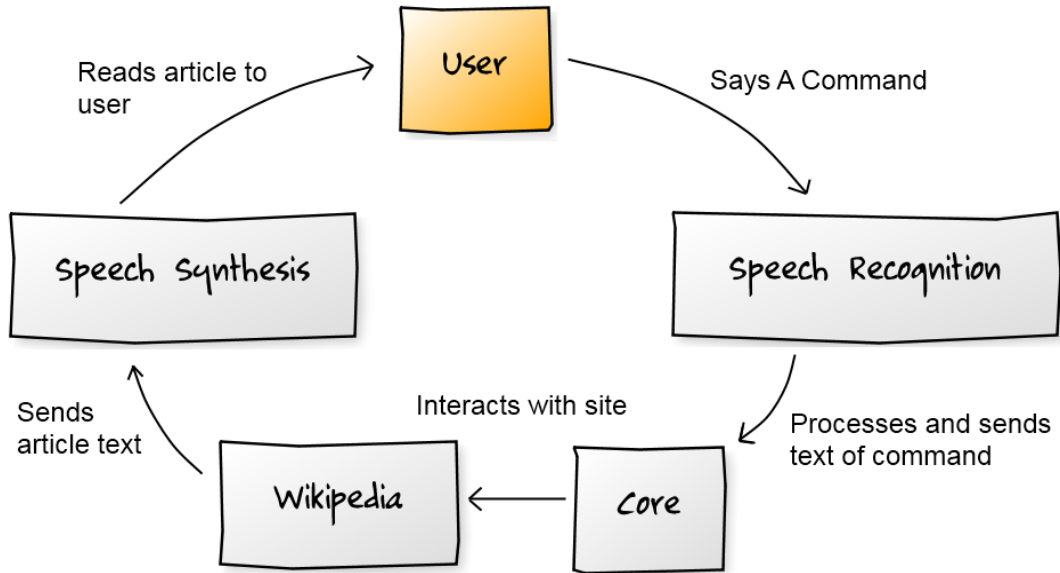 User
Reads article to
user
Says A Command
Speech Synthesis
Speech Recognition
Sends
article text
Interacts with site
Processes and sends
text of command
Wikipedia
Core